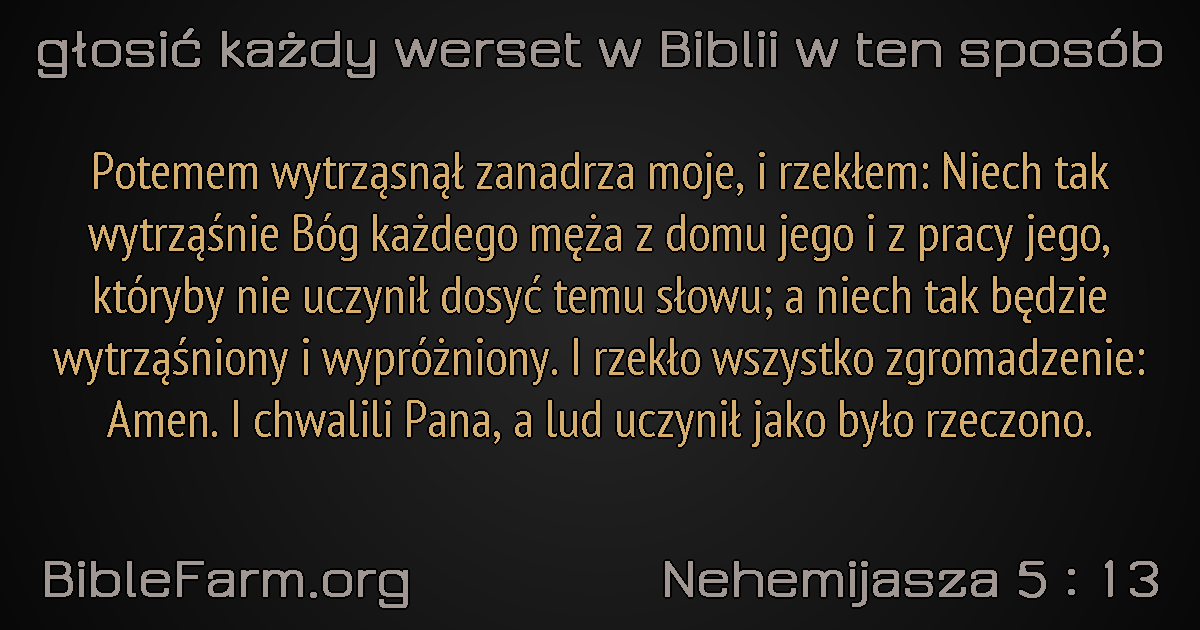 głosić każdy werset w Biblii w ten sposób
Potemem wytrząsnął zanadrza moje, i rzekłem: Niech tak
wytrząśnie Bóg każdego męża z domu jego i z pracy jego,
któryby nie uczynił dosyć temu słowu; a niech tak będzie
wytrząśniony i wypróżniony. I rzekło wszystko zgromadzenie:
Amen. I chwalili Pana, a lud uczynił jako było rzeczono.
BibleFarm.org
Nehemijasza 5 : 13